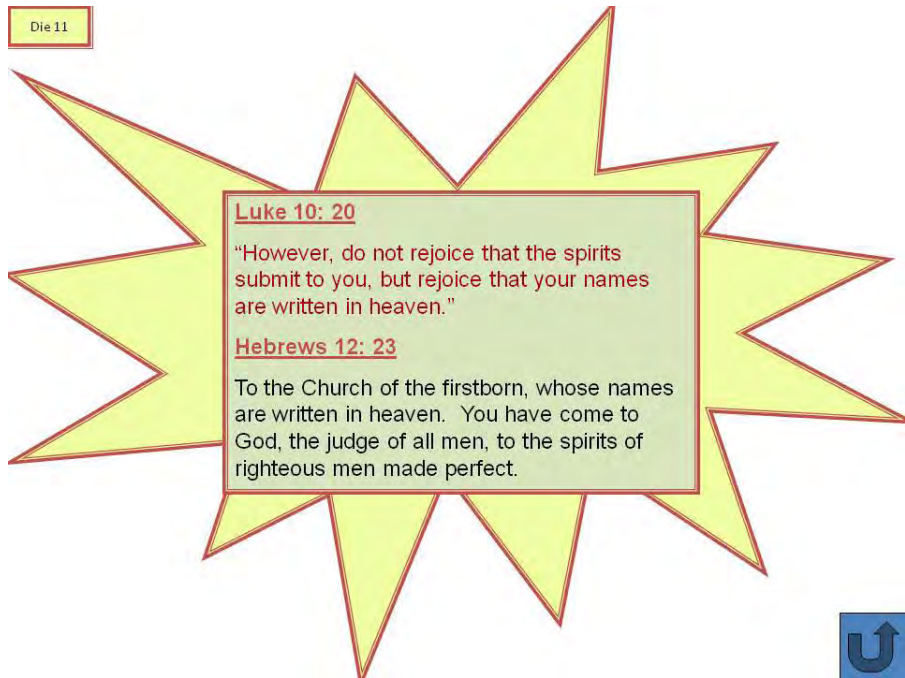 Die 11
Luke 10: 20
“However, do not rejoice that the spirits
submit to you, but rejoice that your names
are written in heaven.”
Hebrews 12: 23
To the Church of the firstborn, whose names
are written in heaven.  You have come to
God, the judge of all men, to the spirits of
righteous men made perfect.